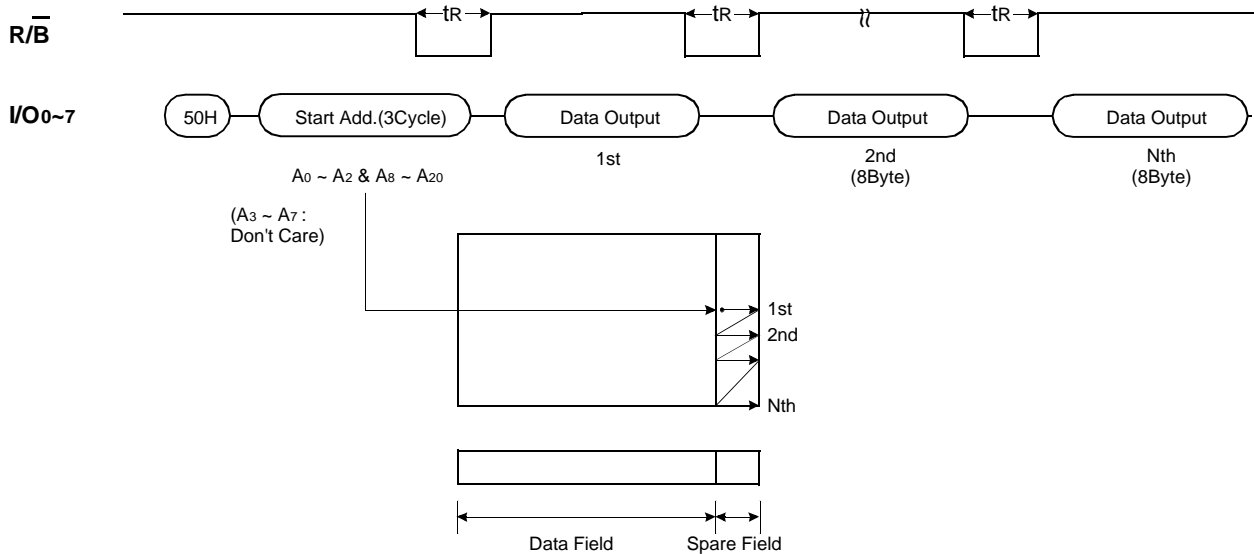 tR tR tR
R/B
I/O0~7 50H Start Add.(3Cycle) Data Output Data Output Data Output
1st 2nd Nth
(8Byte) (8Byte)
A0 ~ A2 & A8 ~ A20
(A3 ~ A7 :
Don't Care)
1st
2nd
Nth
Data Field Spare Field